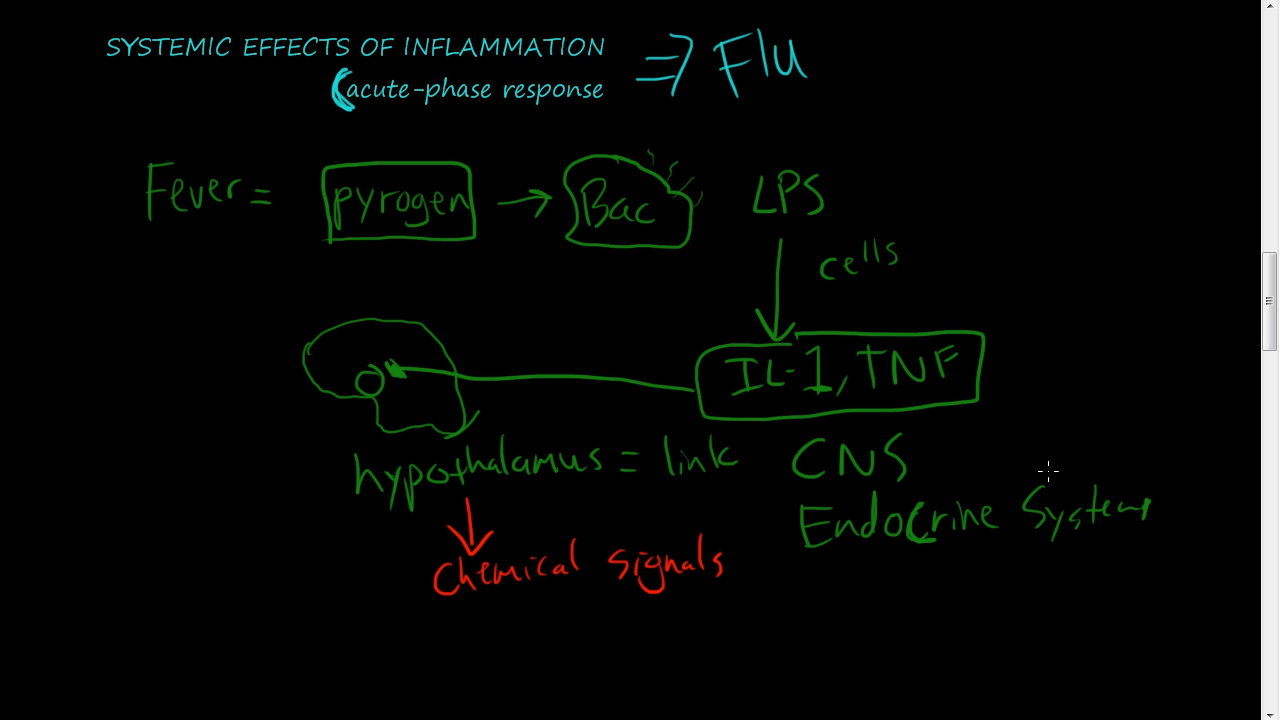 SYSTEMIC EFFECTS OF INFLAMMATION ⇒ Flu
(acute-phase response
Fever = pyrogen → Bac LPS
cells
IL-1, TNF
hypothalamus = link CNS
Endocrine System
Chemical signals